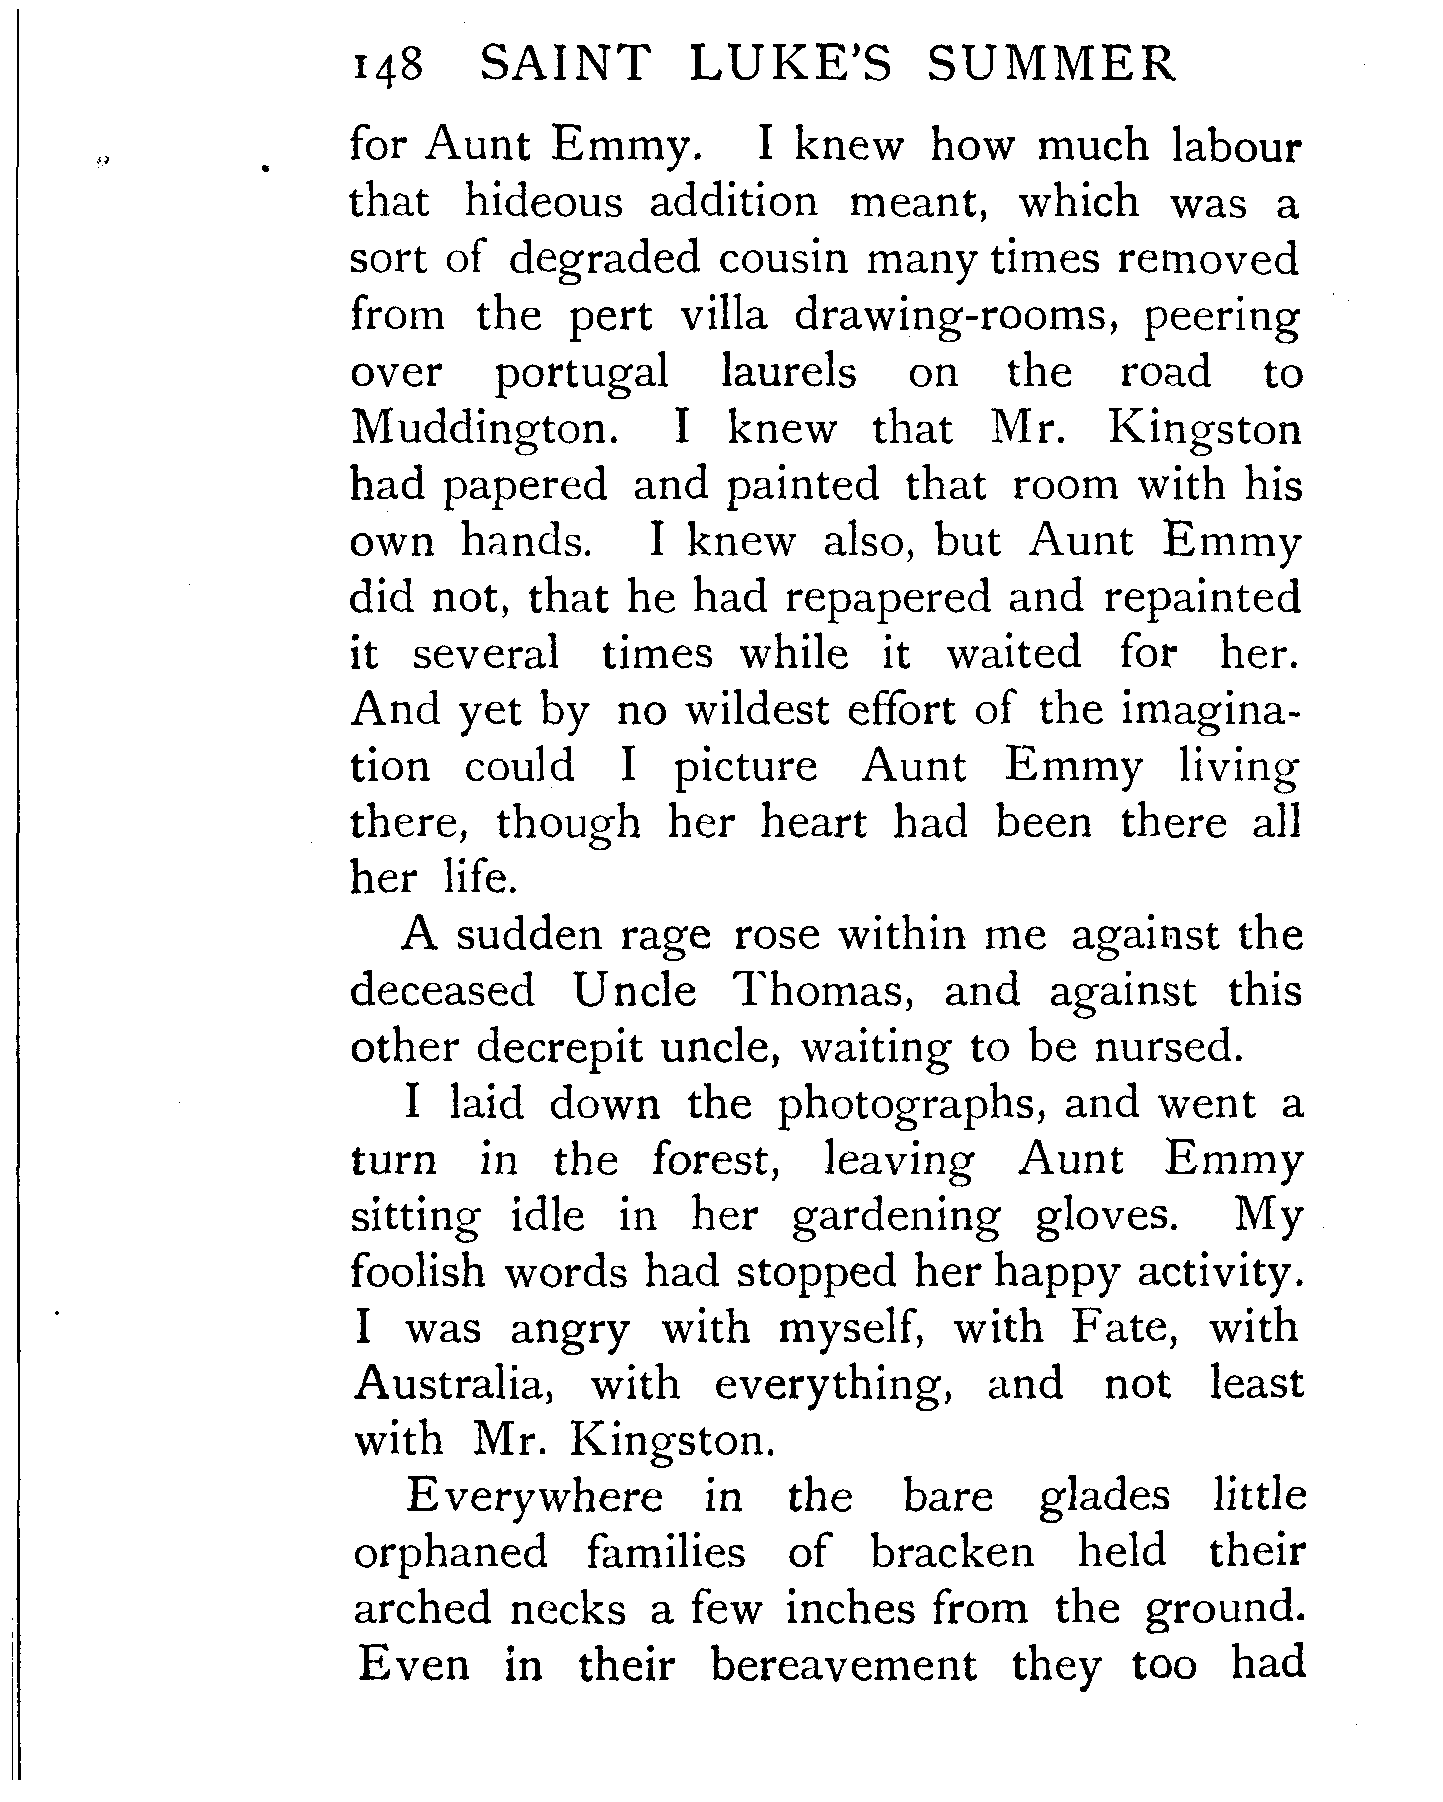 148 SAINT LUKE'S SUMMER
for Aunt Emmy. I knew how much labour
that hideous addition meant, which was a
sort of degraded cousin many times removed
from the pert villa drawing-rooms, peering
over portugal laurels on the road to
Muddington. I knew that Mr. Kingston
had papered and painted that room with his
own hands. I knew also, but Aunt Emmy
did not, that he had repapered and repainted
it several times while it waited for her.
And yet by no wildest effort of the imagina-
tion could I picture Aunt Emmy living
there, though her heart had been there all
her life.
A sudden rage rose within me against the
deceased Uncle Thomas, and against this
other decrepit uncle, waiting to be nursed.
I laid down the photographs, and went a
turn in the forest, leaving Aunt Emmy
sitting idle in her gardening gloves. My
foolish words had stopped her happy activity.
I was angry with myself, with Fate, with
Australia, with everything, and not least
with Mr. Kingston.
Everywhere in the bare glades little
orphaned families of bracken held their
arched necks a few inches from the ground.
Even in their bereavement they too had